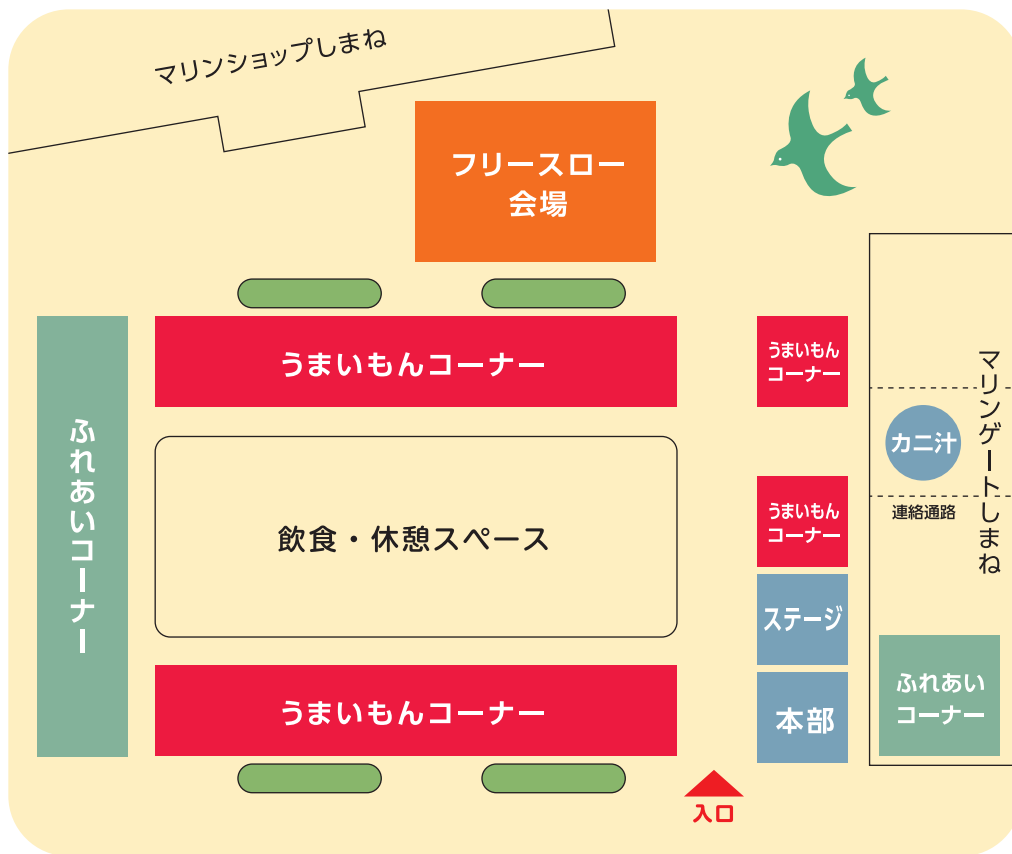 マリンショップしまね
フリースロー
会場
うまいもんコーナー
うまいもん
コーナー
ふれあいコーナー
マリンゲートしまね
カニ汁
連絡通路
飲食・休憩スペース
うまいもん
コーナー
ステージ
ふれあい
コーナー
うまいもんコーナー
本部
入口